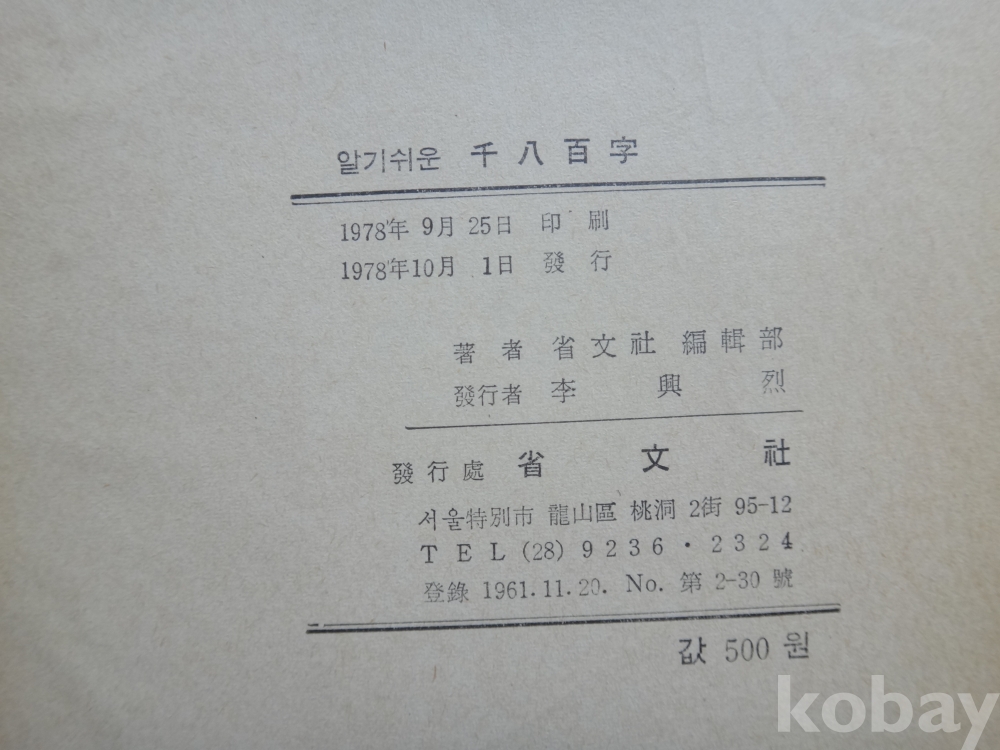 알기쉬운 千八百字
1978年 9月 25日 印刷
1978年10月 1日 發行
著者 省文社 編輯部
發行者 李興烈
發行處 省文社
서울特別市 龍山區 桃洞 2街 95-12
TEL (28) 9236・2324
登錄 1961.11.20. No. 第 2-30 號
값 500 원
kobay